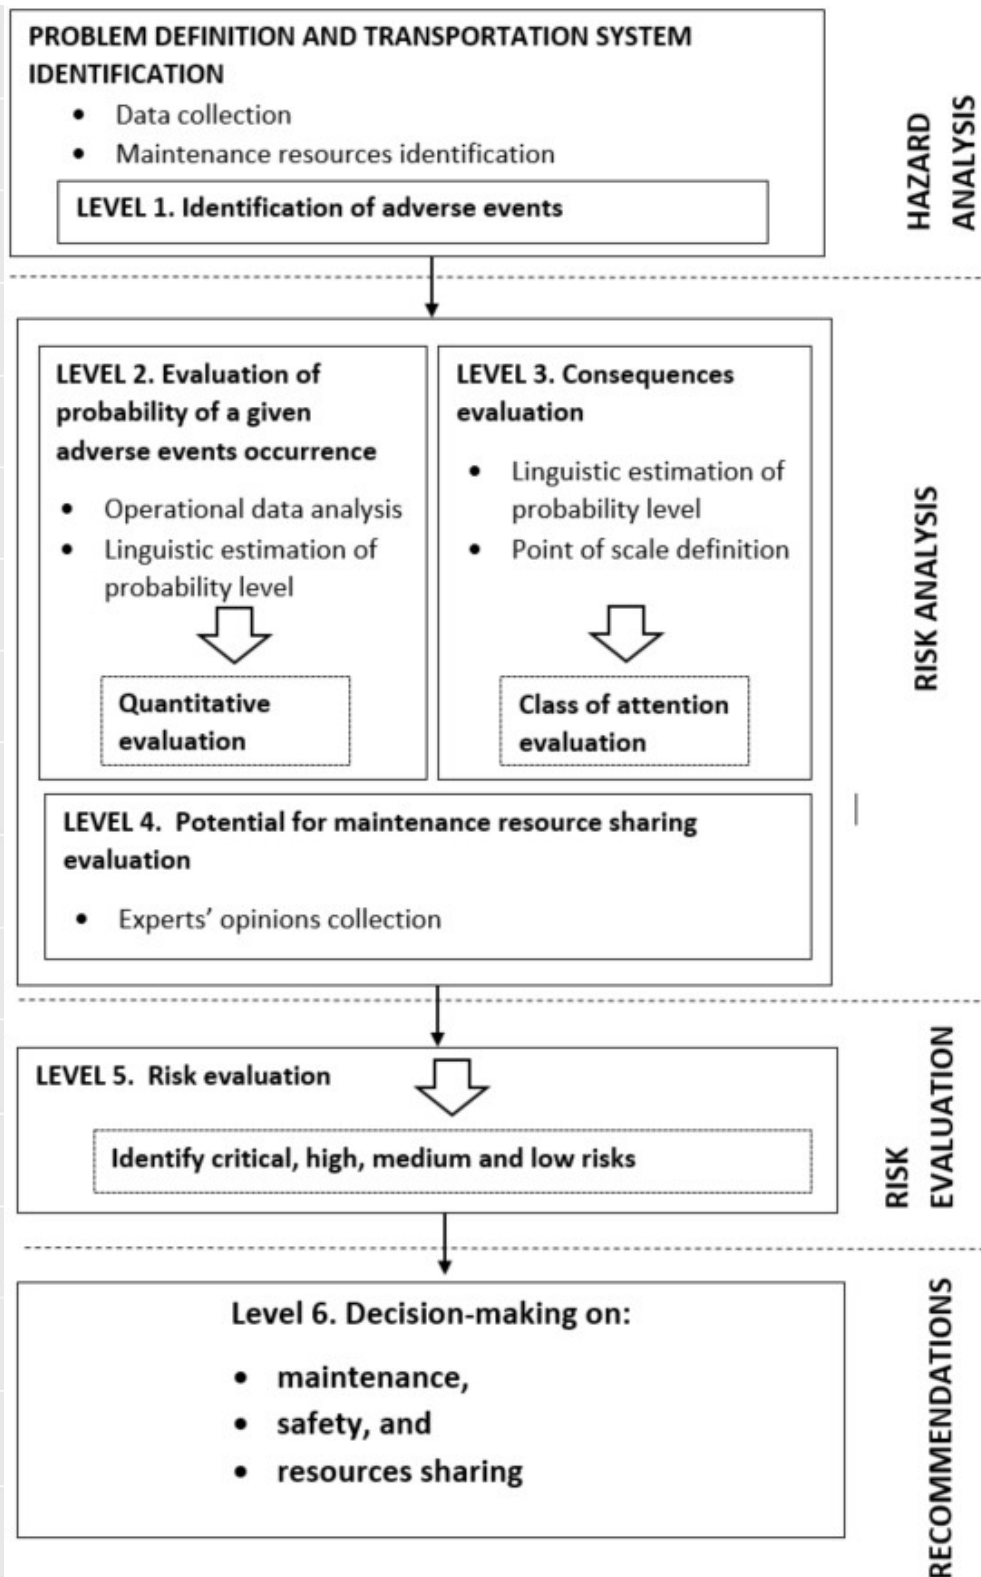 PROBLEM DEFINITION AND TRANSPORTATION SYSTEM
IDENTIFICATION
• Data collection
• Maintenance resources identification
LEVEL 1. Identification of adverse events
HAZARD
ANALYSIS
LEVEL 2. Evaluation of
probability of a given
adverse events occurrence
• Operational data analysis
• Linguistic estimation of
probability level
Quantitative
evaluation
LEVEL 3. Consequences
evaluation
• Linguistic estimation of
probability level
• Point of scale definition
Class of attention
evaluation
LEVEL 4. Potential for maintenance resource sharing
evaluation
• Experts’ opinions collection
RISK ANALYSIS
LEVEL 5. Risk evaluation
Identify critical, high, medium and low risks
RISK
EVALUATION
Level 6. Decision-making on:
• maintenance,
• safety, and
• resources sharing
RECOMMENDATIONS